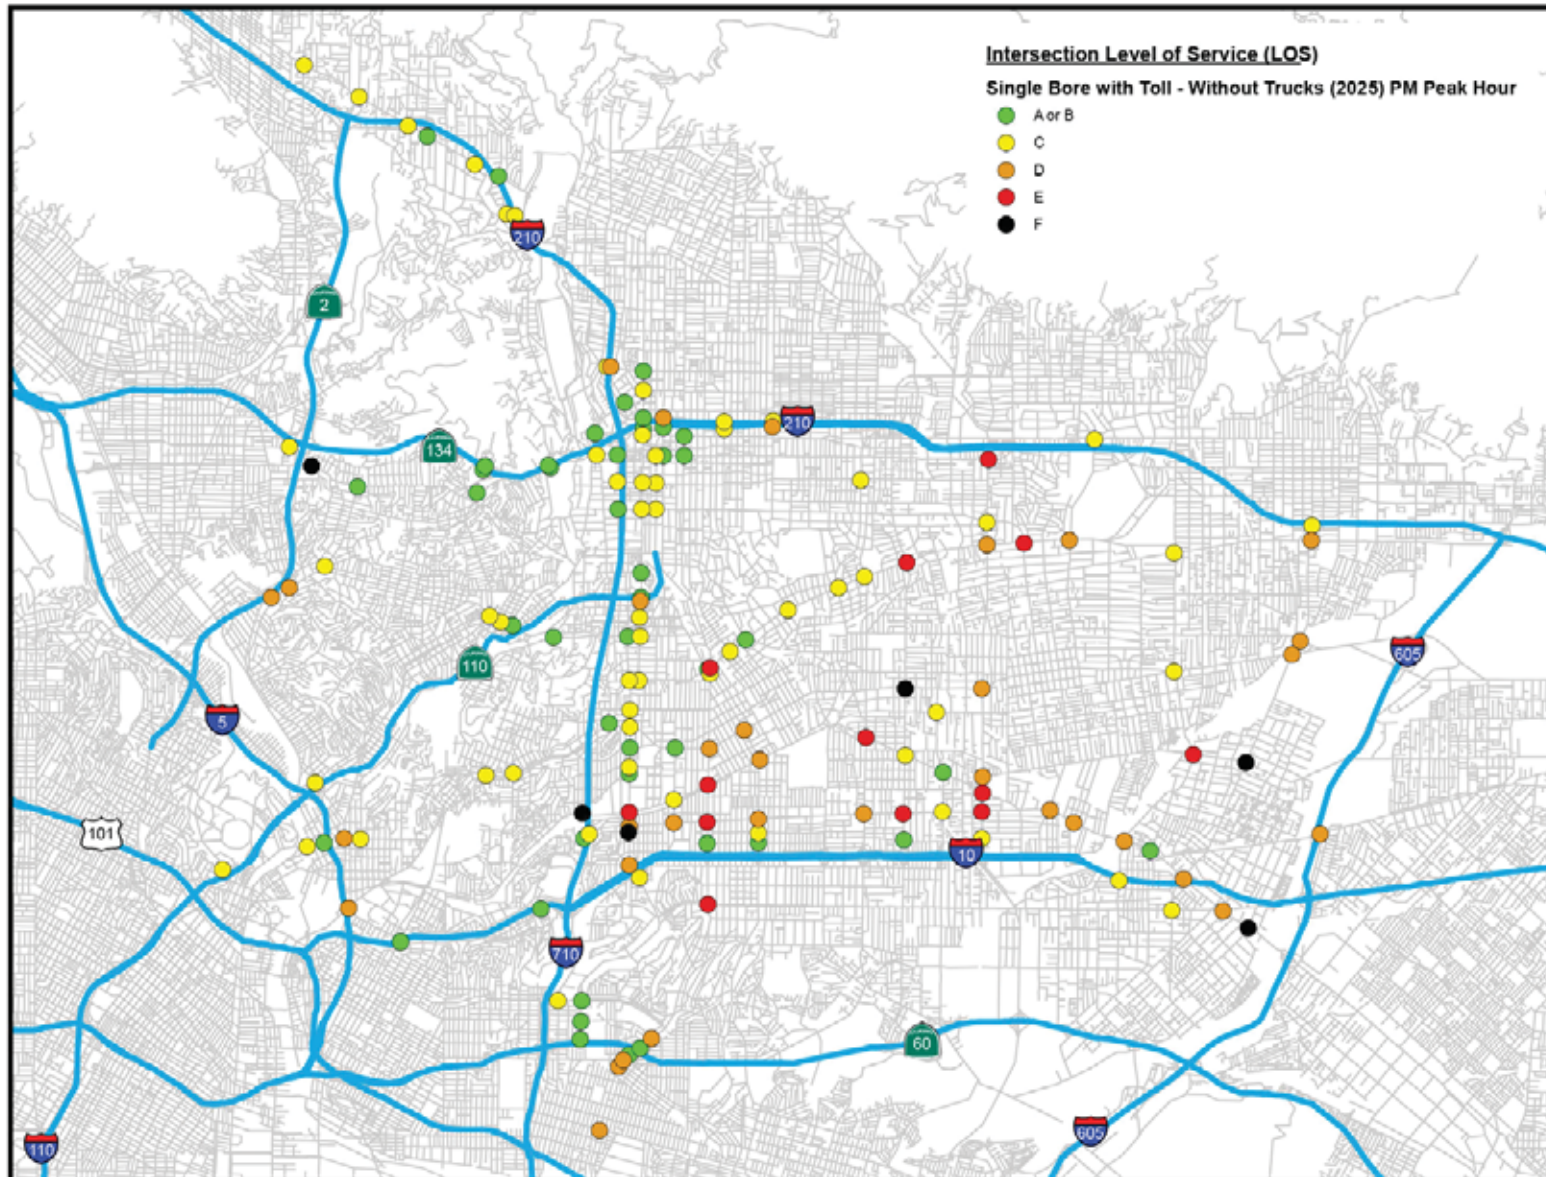 Intersection Level of Service (LOS)
Single Bore with Toll - Without Trucks (2025) PM Peak Hour
A or B
C
D
E
F
210
2
210
134
605
110
5
101
10
710
60
605
110